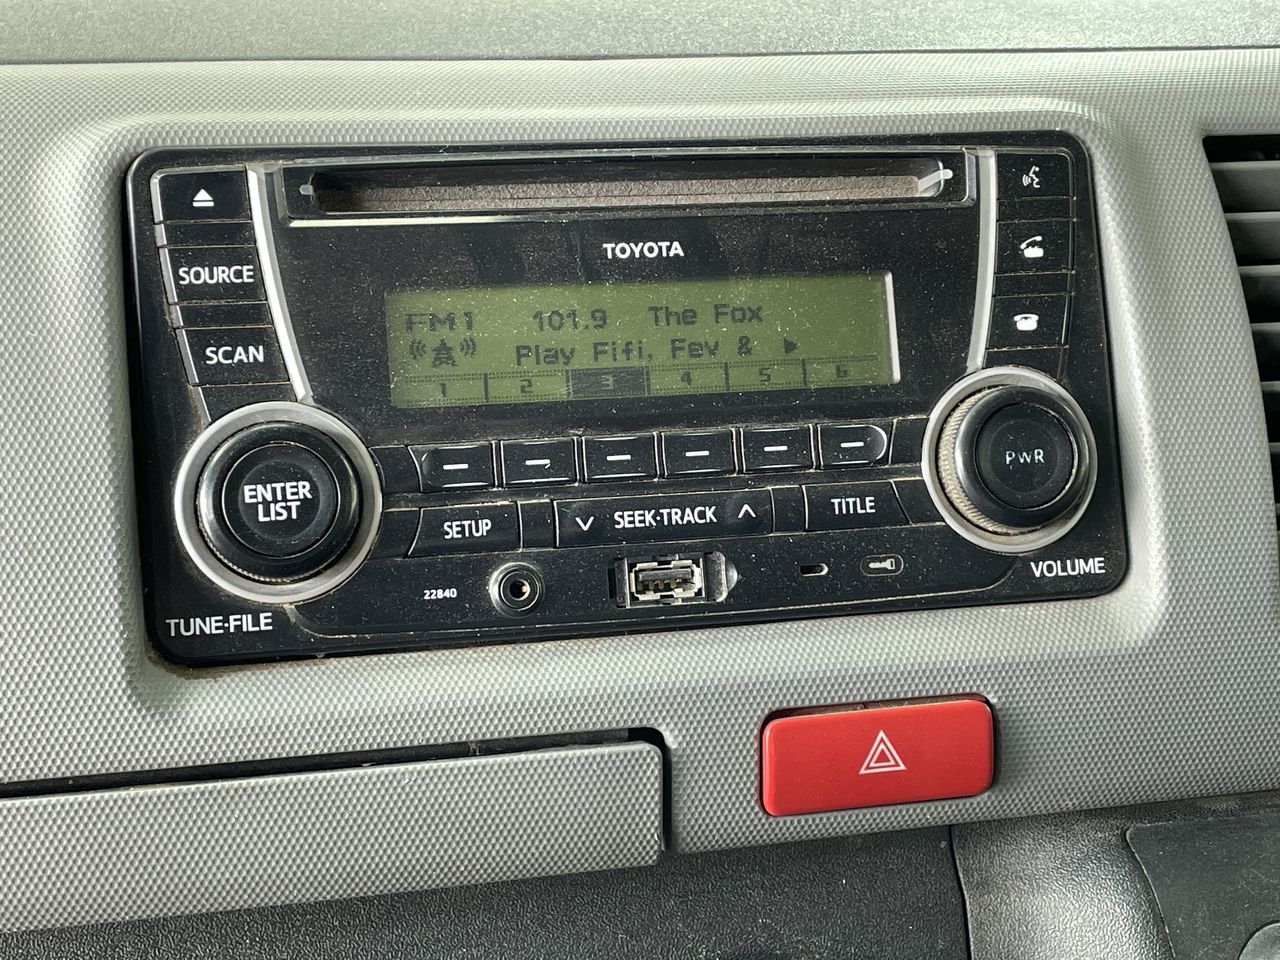 TOYOTA
SOURCE
SCAN
FM1 101.9 The Fox
Play Fifi, Fev & ►
1 2 3 4 5 6
ENTER
LIST
PWR
SETUP
SEEK·TRACK
TITLE
22840
TUNE·FILE
VOLUME